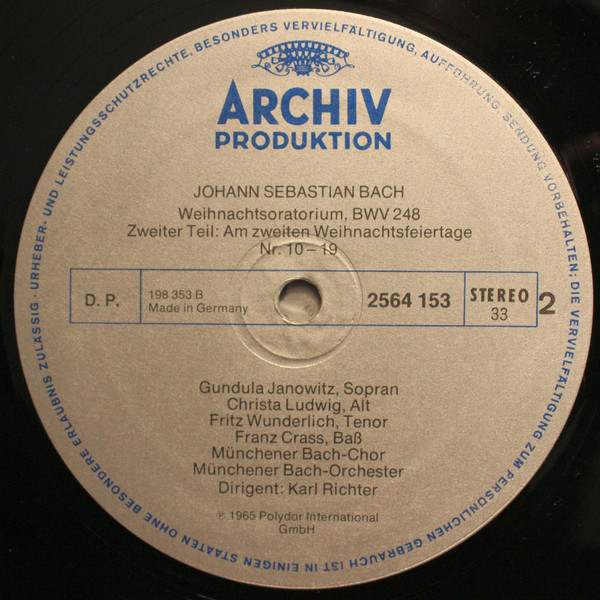 ARCHIV
PRODUKTION
JOHANN SEBASTIAN BACH
Weihnachtsoratorium, BWV 248
Zweiter Teil: Am zweiten Weihnachtsfeiertage
Nr. 10 – 19
D. P.
198 353 B
Made in Germany
2564 153
STEREO
33
2
Gundula Janowitz, Sopran
Christa Ludwig, Alt
Fritz Wunderlich, Tenor
Franz Crass, Baß
Münchener Bach-Chor
Münchener Bach-Orchester
Dirigent: Karl Richter
℗ 1965 Polydor International
GmbH
URHEBER- UND LEISTUNGSSCHUTZRECHTE, BESONDERS VERVIELFÄLTIGUNG, AUFFÜHRUNG, SENDUNG VORBEHALTEN: DIE VERVIELFÄLTIGUNG ZUM PERSÖNLICHEN GEBRAUCH IST IN EINIGEN STAATEN OHNE BESONDERE ERLAUBNIS ZULÄSSIG ·